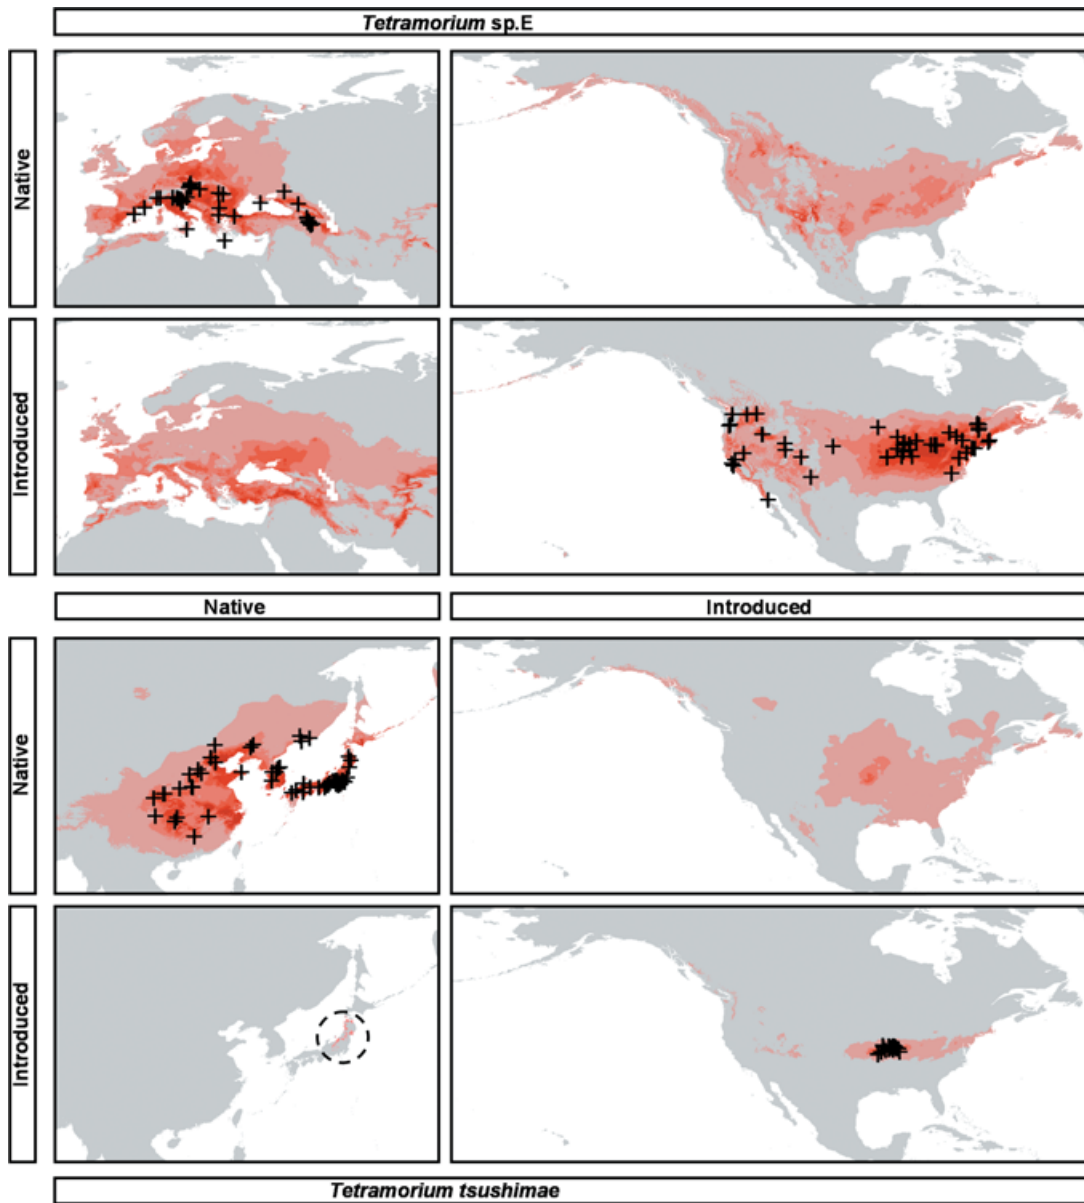 Tetramorium sp.E
Native
Introduced
Native
Introduced
Native
Introduced
Tetramorium tsushimae